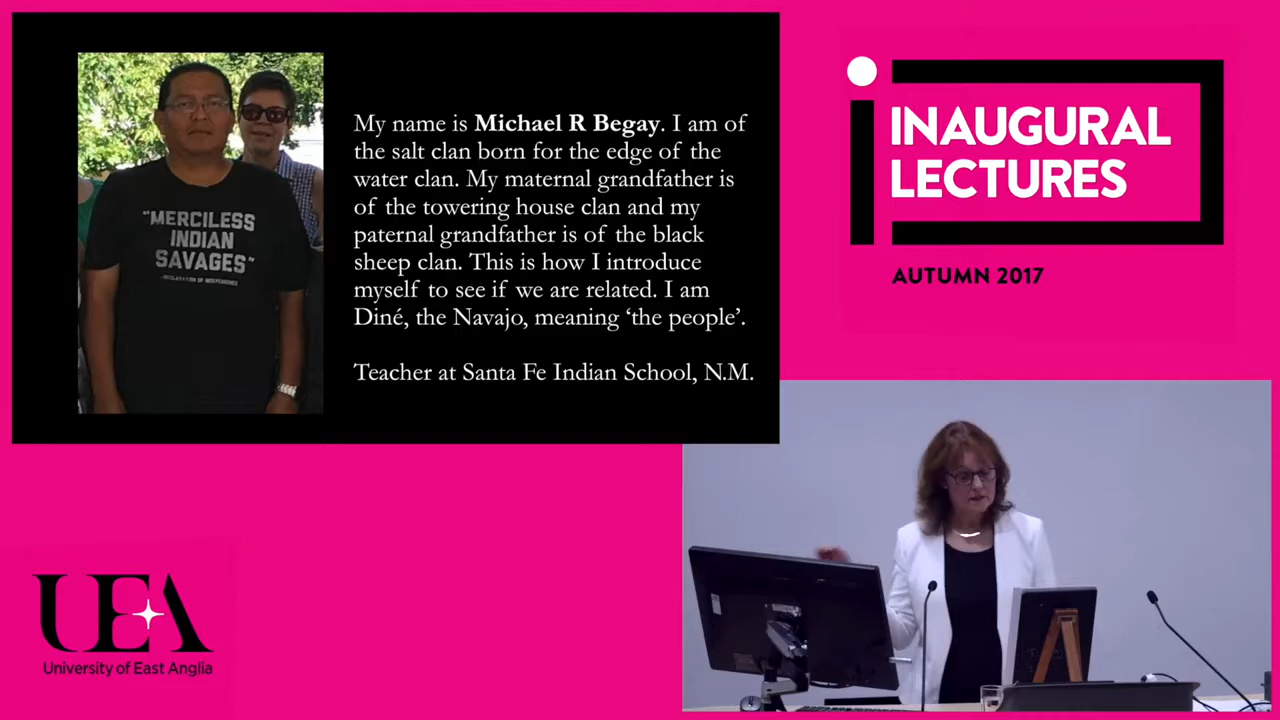 "MERCILESS
INDIAN
SAVAGES"
-DECLARATION OF INDEPENDENCE
My name is Michael R Begay. I am of
the salt clan born for the edge of the
water clan. My maternal grandfather is
of the towering house clan and my
paternal grandfather is of the black
sheep clan. This is how I introduce
myself to see if we are related. I am
Diné, the Navajo, meaning ‘the people’.
Teacher at Santa Fe Indian School, N.M.
INAUGURAL
LECTURES
AUTUMN 2017
UEA
University of East Anglia